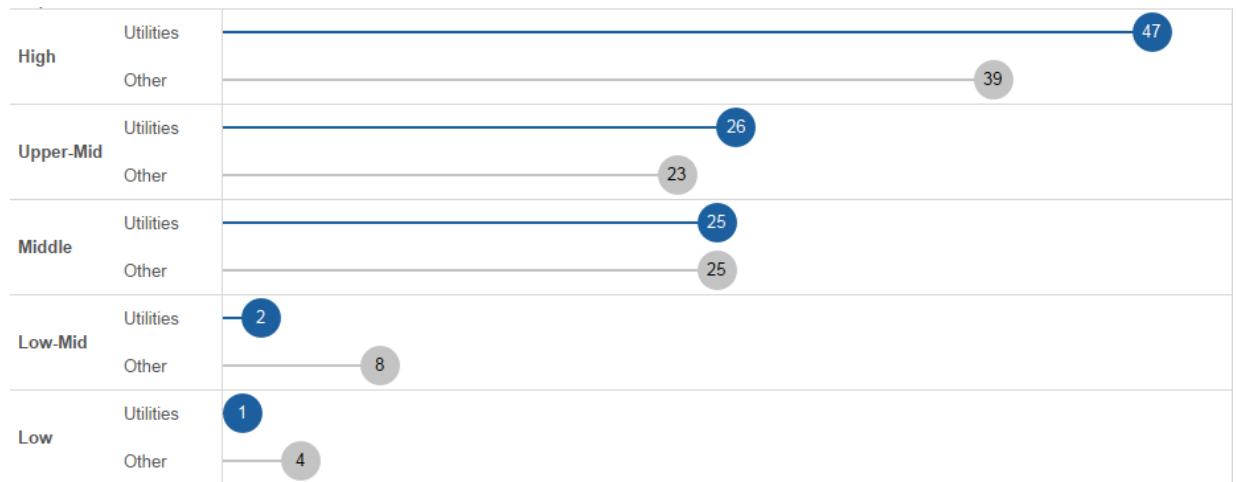 High
Utilities 47
Other 39
Upper-Mid
Utilities 26
Other 23
Middle
Utilities 25
Other 25
Low-Mid
Utilities 2
Other 8
Low
Utilities 1
Other 4